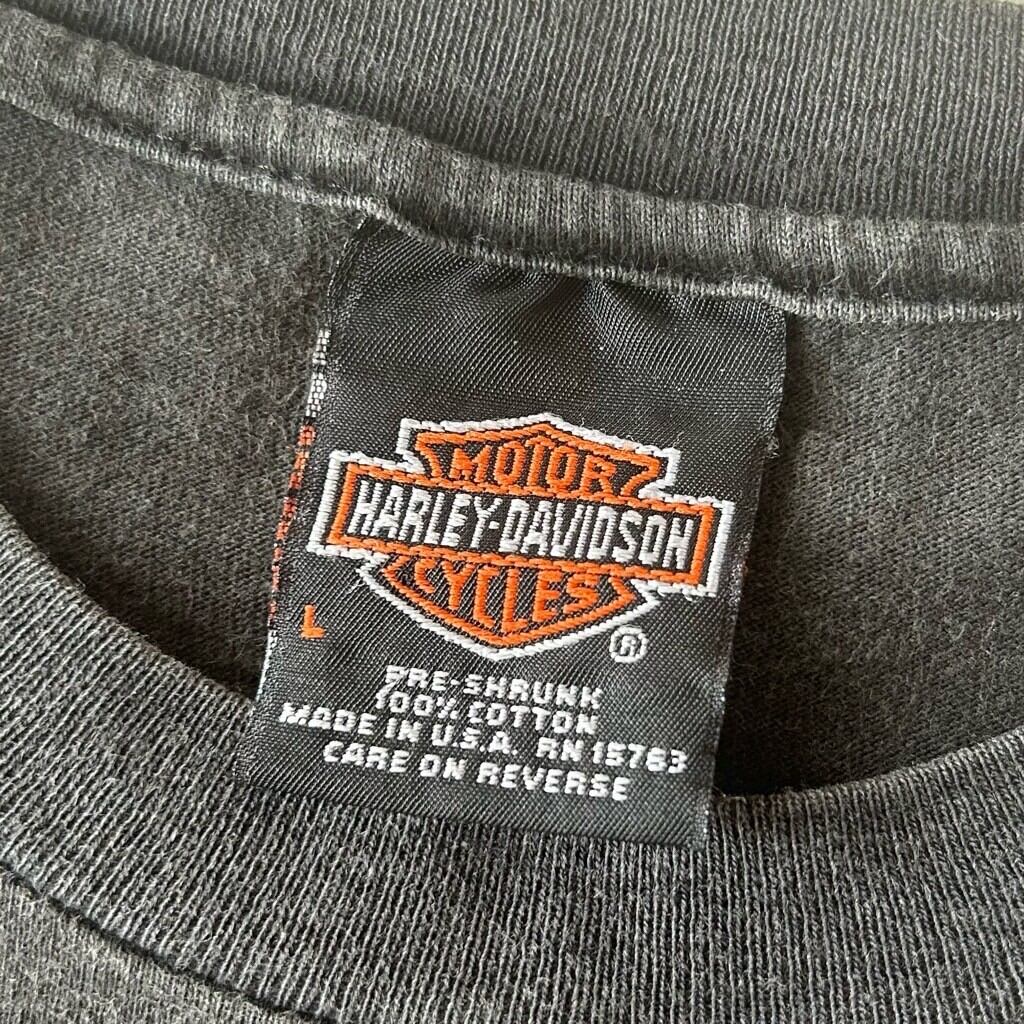 MOTOR
HARLEY-DAVIDSON
CYCLES
®
L
PRE-SHRUNK
100% COTTON
MADE IN U.S.A. RN 15763
CARE ON REVERSE